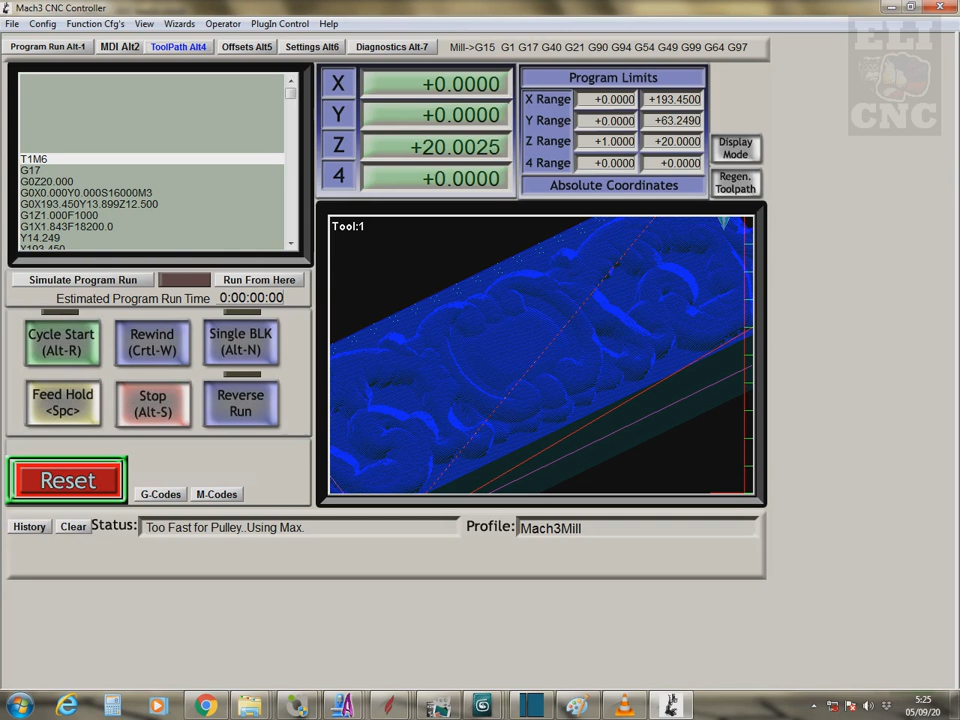 Mach3 CNC Controller
File Config Function Cfg's View Wizards Operator PlugIn Control Help
Program Run Alt-1 MDI Alt2 ToolPath Alt4 Offsets Alt5 Settings Alt6 Diagnostics Alt-7 Mill->G15 G1 G17 G40 G21 G90 G94 G54 G49 G99 G64 G97
ELI
CNC
T1M6
G17
G0Z20.000
G0X0.000Y0.000S16000M3
G0X193.450Y13.899Z12.500
G1Z1.000F1000
G1X1.843F18200.0
Y14.249
X193.450
X +0.0000
Y +0.0000
Z +20.0025
4 +0.0000
Program Limits
X Range +0.0000 +193.4500
Y Range +0.0000 +63.2490
Z Range +1.0000 +20.0000
4 Range +0.0000 +0.0000
Absolute Coordinates
Display
Mode
Regen.
Toolpath
Tool:1
Simulate Program Run Run From Here
Estimated Program Run Time 0:00:00:00
Cycle Start
(Alt-R)
Rewind
(Crtl-W)
Single BLK
(Alt-N)
Feed Hold
<Spc>
Stop
(Alt-S)
Reverse
Run
Reset
G-Codes M-Codes
History Clear Status: Too Fast for Pulley..Using Max. Profile: Mach3Mill
5:25
05/09/20